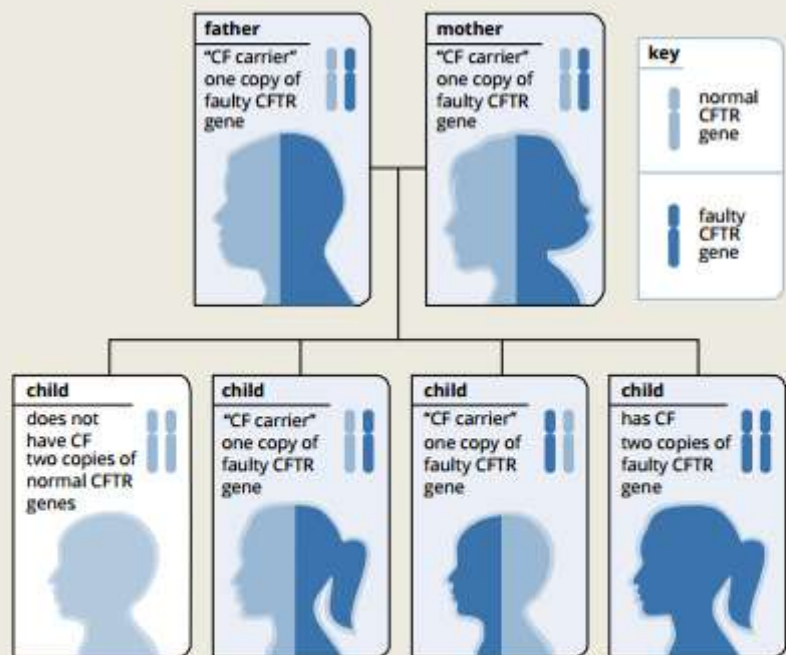 father
"CF carrier"
one copy of
faulty CFTR
gene
mother
"CF carrier"
one copy of
faulty CFTR
gene
key
normal
CFTR
gene
faulty
CFTR
gene
child
does not
have CF
two copies of
normal CFTR
genes
child
"CF carrier"
one copy of
faulty CFTR
gene
child
"CF carrier"
one copy of
faulty CFTR
gene
child
has CF
two copies of
faulty CFTR
gene